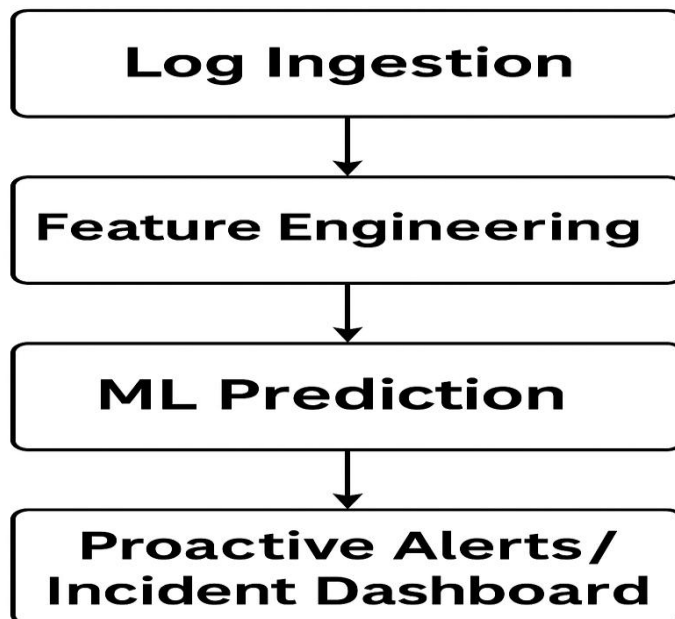 Log Ingestion
Feature Engineering
ML Prediction
Proactive Alerts/
Incident Dashboard